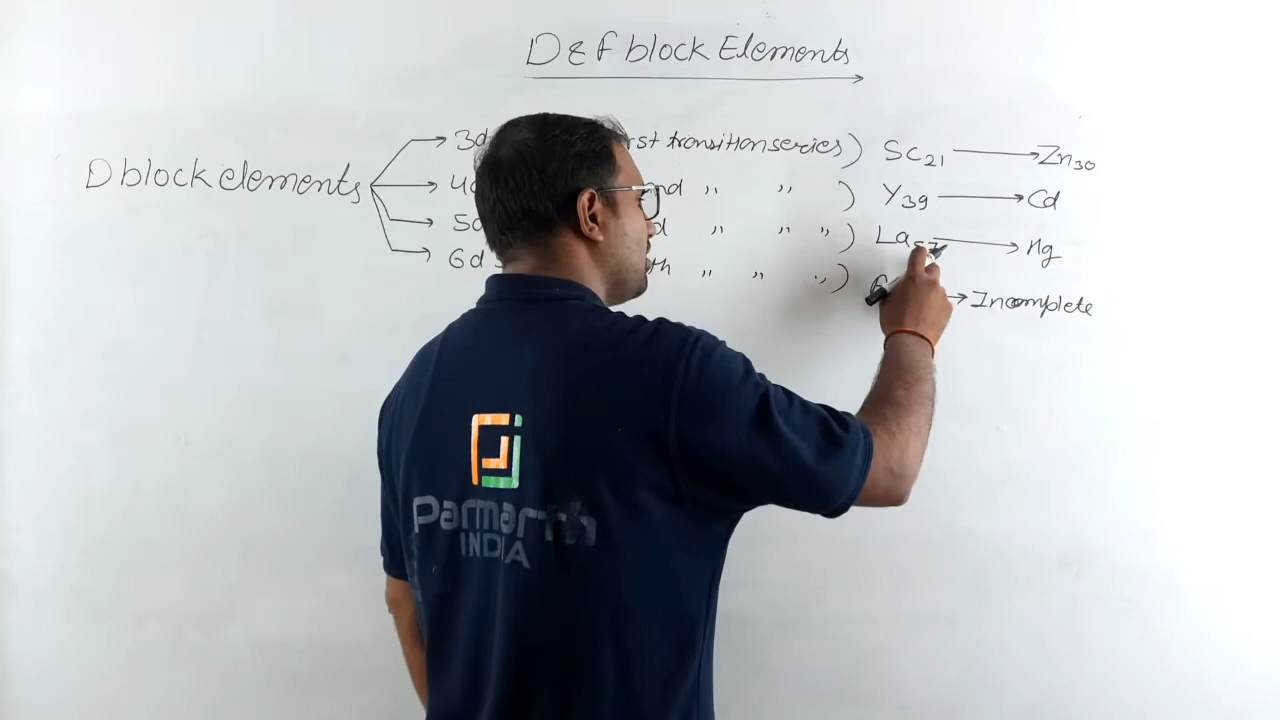 D & f block Elements
3d rst transition series) Sc21 → Zn30
D block elements 4d nd " " ) Y39 → Cd
5d d " " ") La57 → Hg
6d s th " " ") → Incomplete
Parmarth
INDIA